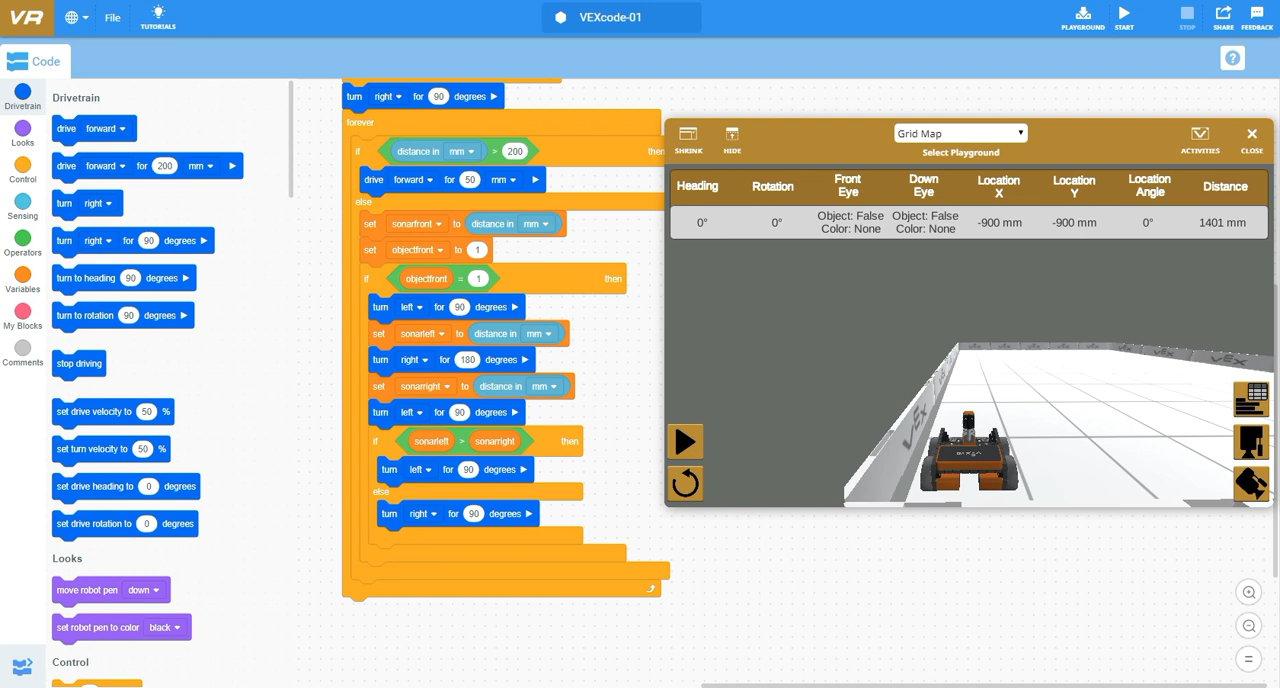 VR
File
TUTORIALS
VEXcode-01
PLAYGROUND
START
STOP
SHARE
FEEDBACK
Code
?
Drivetrain
Looks
Control
Sensing
Operators
Variables
My Blocks
Comments
Drivetrain
drive forward
drive forward for 200 mm
turn right
turn right for 90 degrees
turn to heading 90 degrees
turn to rotation 90 degrees
stop driving
set drive velocity to 50 %
set turn velocity to 50 %
set drive heading to 0 degrees
set drive rotation to 0 degrees
Looks
move robot pen down
set robot pen to color black
Control
turn right for 90 degrees
forever
if distance in mm > 200 then
drive forward for 50 mm
else
set sonarfront to distance in mm
set objectfront to 1
if objectfront = 1 then
turn left for 90 degrees
set sonarleft to distance in mm
turn right for 180 degrees
set sonarright to distance in mm
turn left for 90 degrees
if sonarleft > sonarright then
turn left for 90 degrees
else
turn right for 90 degrees
SHRINK
HIDE
Grid Map
Select Playground
ACTIVITIES
CLOSE
Heading Rotation Front Eye Down Eye Location X Location Y Location Angle Distance
0° 0° Object: False Object: False -900 mm -900 mm 0° 1401 mm
Color: None Color: None
VEX
VEX
VEX